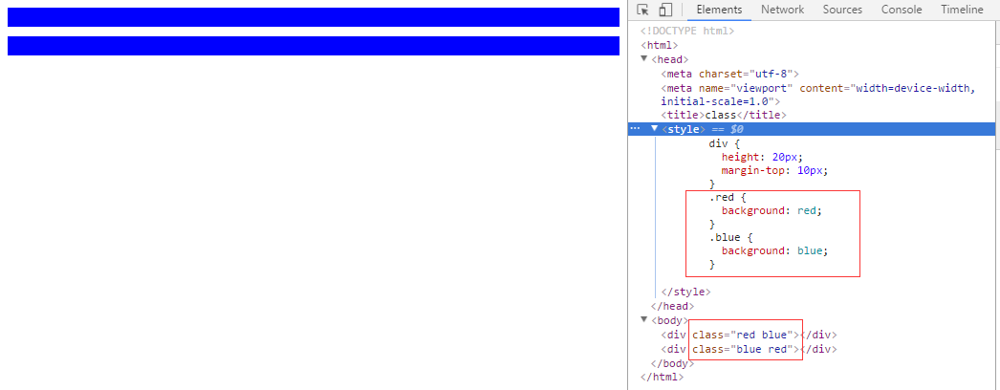 Elements Network Sources Console Timeline
<!DOCTYPE html>
<html>
▼ <head>
<meta charset="utf-8">
<meta name="viewport" content="width=device-width,
initial-scale=1.0">
<title>class</title>
··· ▼ <style> == $0
div {
height: 20px;
margin-top: 10px;
}
.red {
background: red;
}
.blue {
background: blue;
}
</style>
</head>
▼ <body>
<div class="red blue"></div>
<div class="blue red"></div>
</body>
</html>